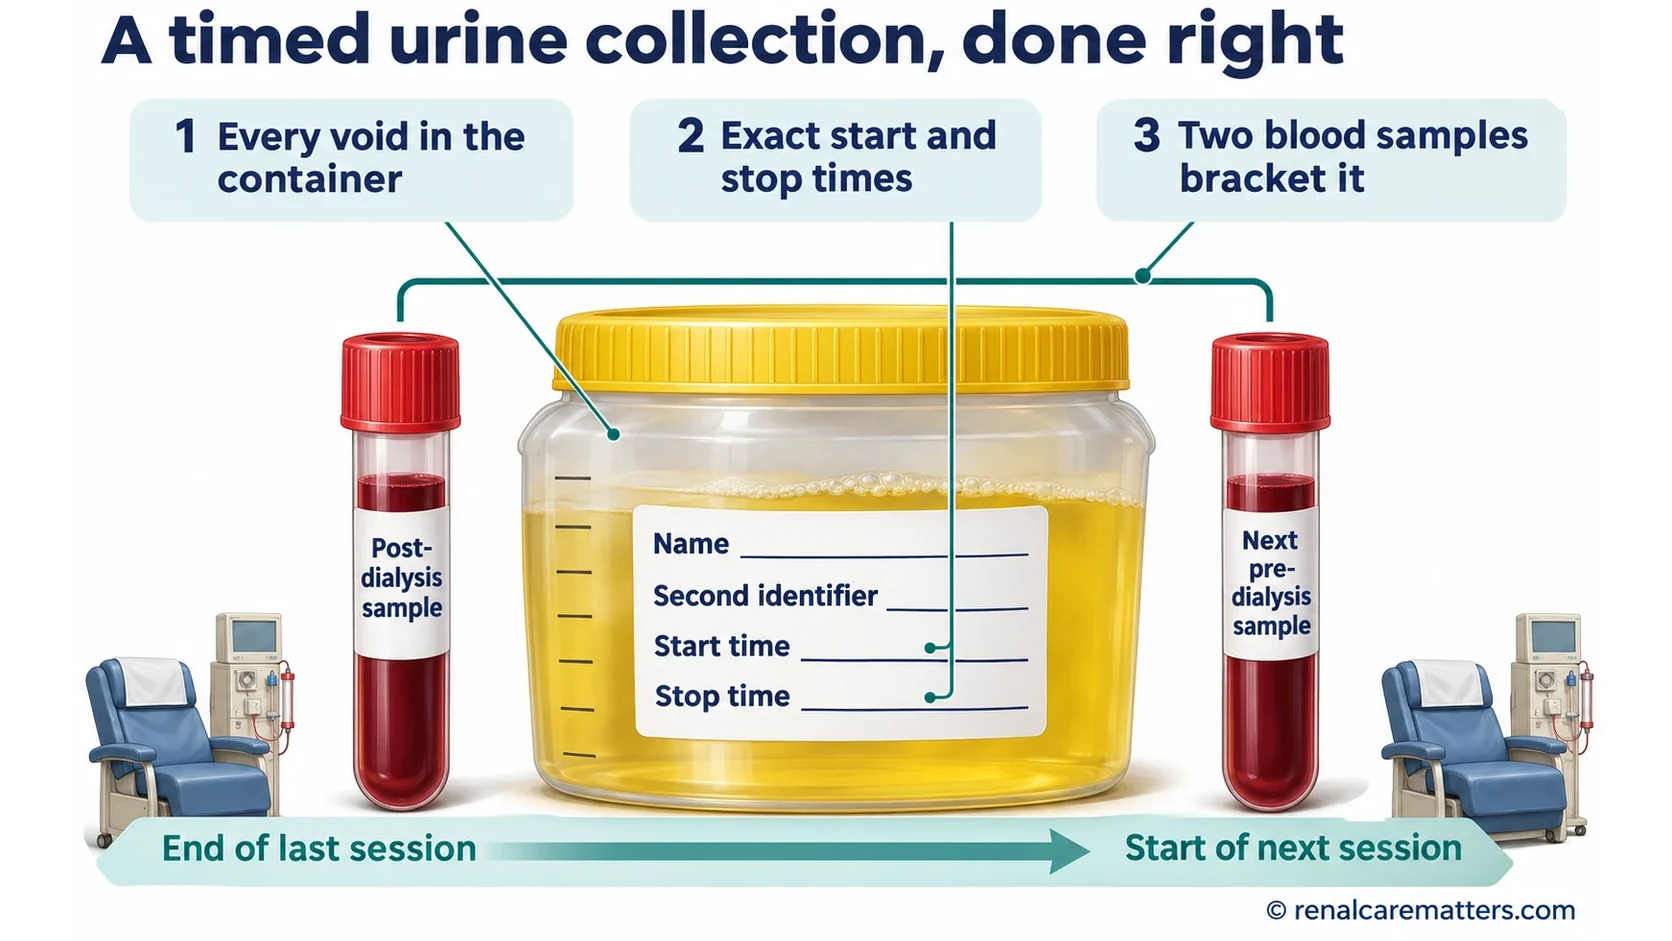 A timed urine collection, done right
1 Every void in the
container
2 Exact start and
stop times
3 Two blood samples
bracket it
Post-
dialysis
sample
Name
Second identifier
Start time
Stop time
Next
pre-
dialysis
sample
End of last session
Start of next session
© renalcarematters.com